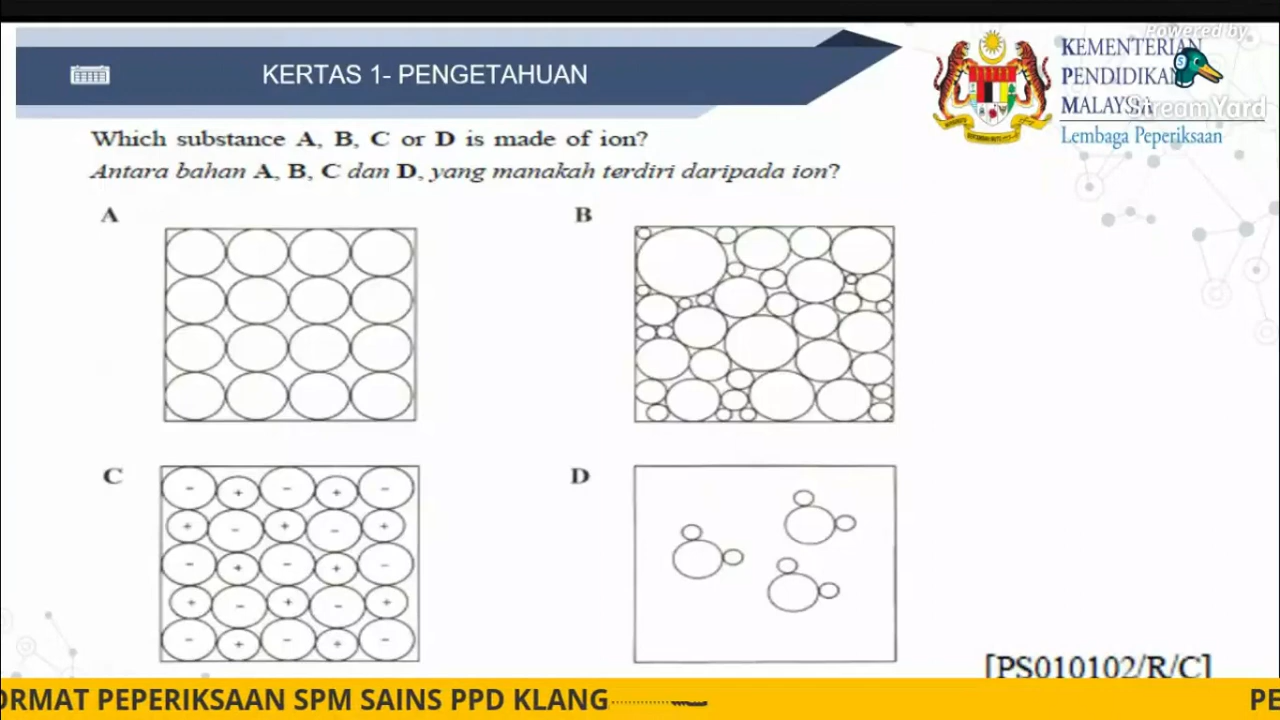 Powered by
StreamYard
KERTAS 1- PENGETAHUAN
KEMENTERIAN
PENDIDIKAN
MALAYSIA
Lembaga Peperiksaan
Which substance A, B, C or D is made of ion?
Antara bahan A, B, C dan D, yang manakah terdiri daripada ion?
A
B
C
- + - + -
+ - + - +
- + - + -
+ - + - +
- + - + -
D
[PS010102/R/C]
ORMAT PEPERIKSAAN SPM SAINS PPD KLANG
PE